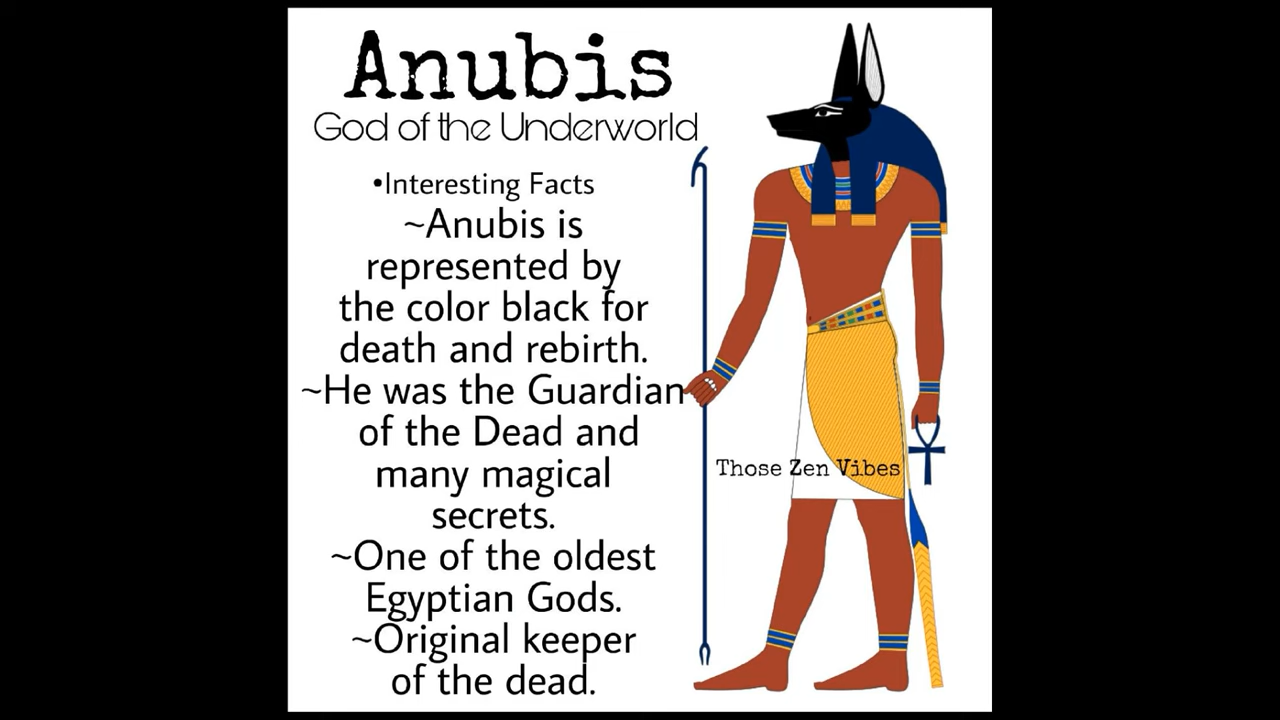 Anubis
God of the Underworld
•Interesting Facts
~Anubis is
represented by
the color black for
death and rebirth.
~He was the Guardian
of the Dead and
many magical
secrets.
~One of the oldest
Egyptian Gods.
~Original keeper
of the dead.
Those Zen Vibes